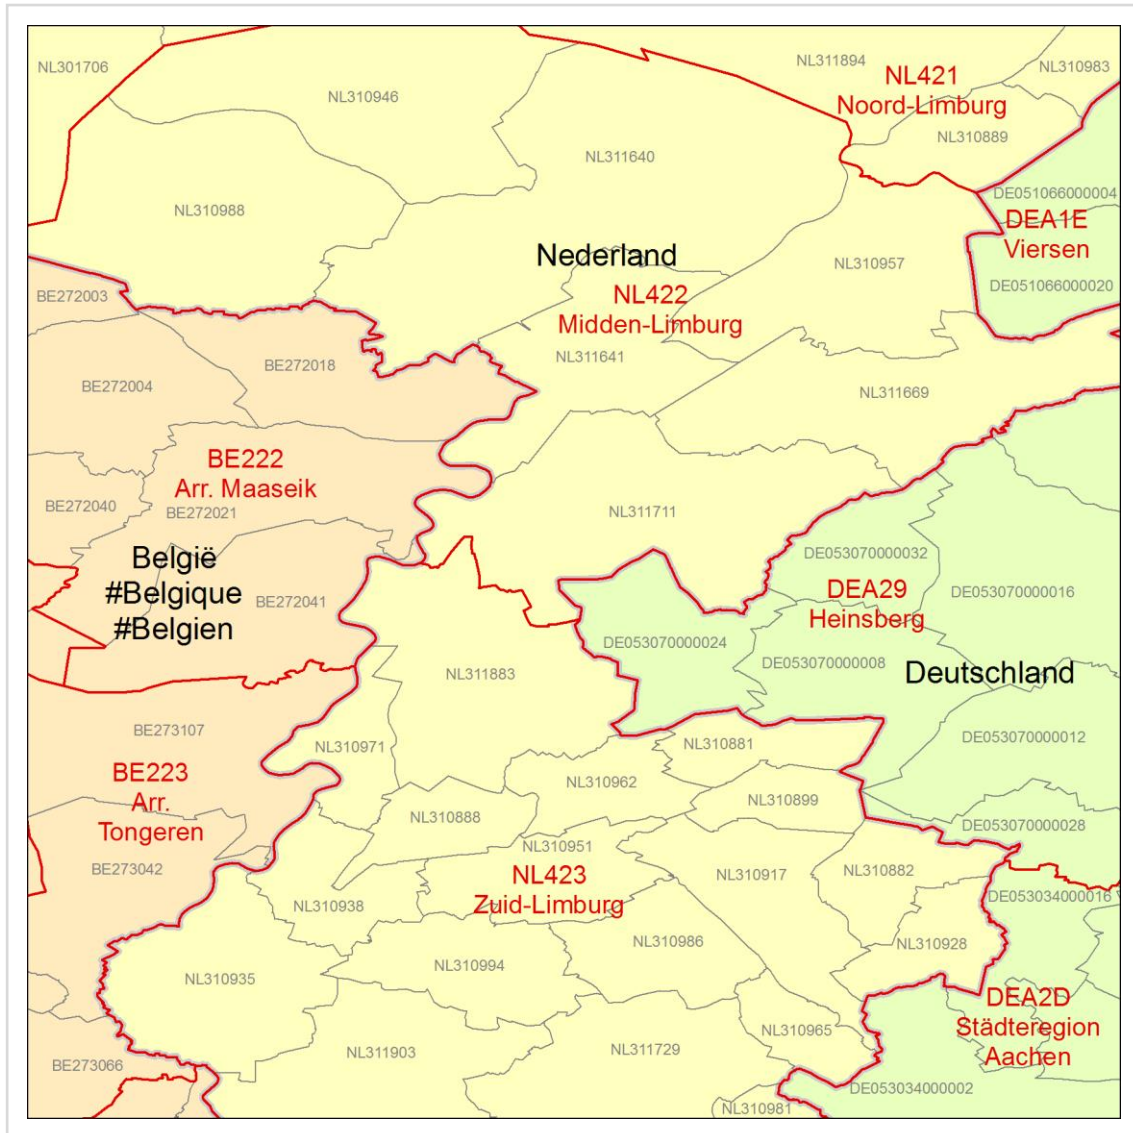 NL301706
NL310946
NL311894
NL421
Noord-Limburg
NL310983
NL310889
NL311640
NL310988
DE051066000004
DEA1E
Viersen
Nederland
NL310957
DE051066000020
BE272003
NL422
Midden-Limburg
NL311641
BE272018
BE272004
NL311669
BE222
Arr. Maaseik
BE272040
BE272021
NL311711
België
#Belgique
#Belgien
BE272041
DE053070000032
DEA29
Heinsberg
DE053070000016
DE053070000024
DE053070000008
Deutschland
NL311883
BE273107
NL310971
NL310881
DE053070000012
BE223
Arr.
Tongeren
NL310962
NL310899
NL310888
DE053070000028
NL310951
BE273042
NL423
Zuid-Limburg
NL310917
NL310882
DE053034000016
NL310938
NL310986
NL310928
NL310994
NL310935
DEA2D
Städteregion
Aachen
NL310965
NL311903
NL311729
BE273066
DE053034000002
NL310981